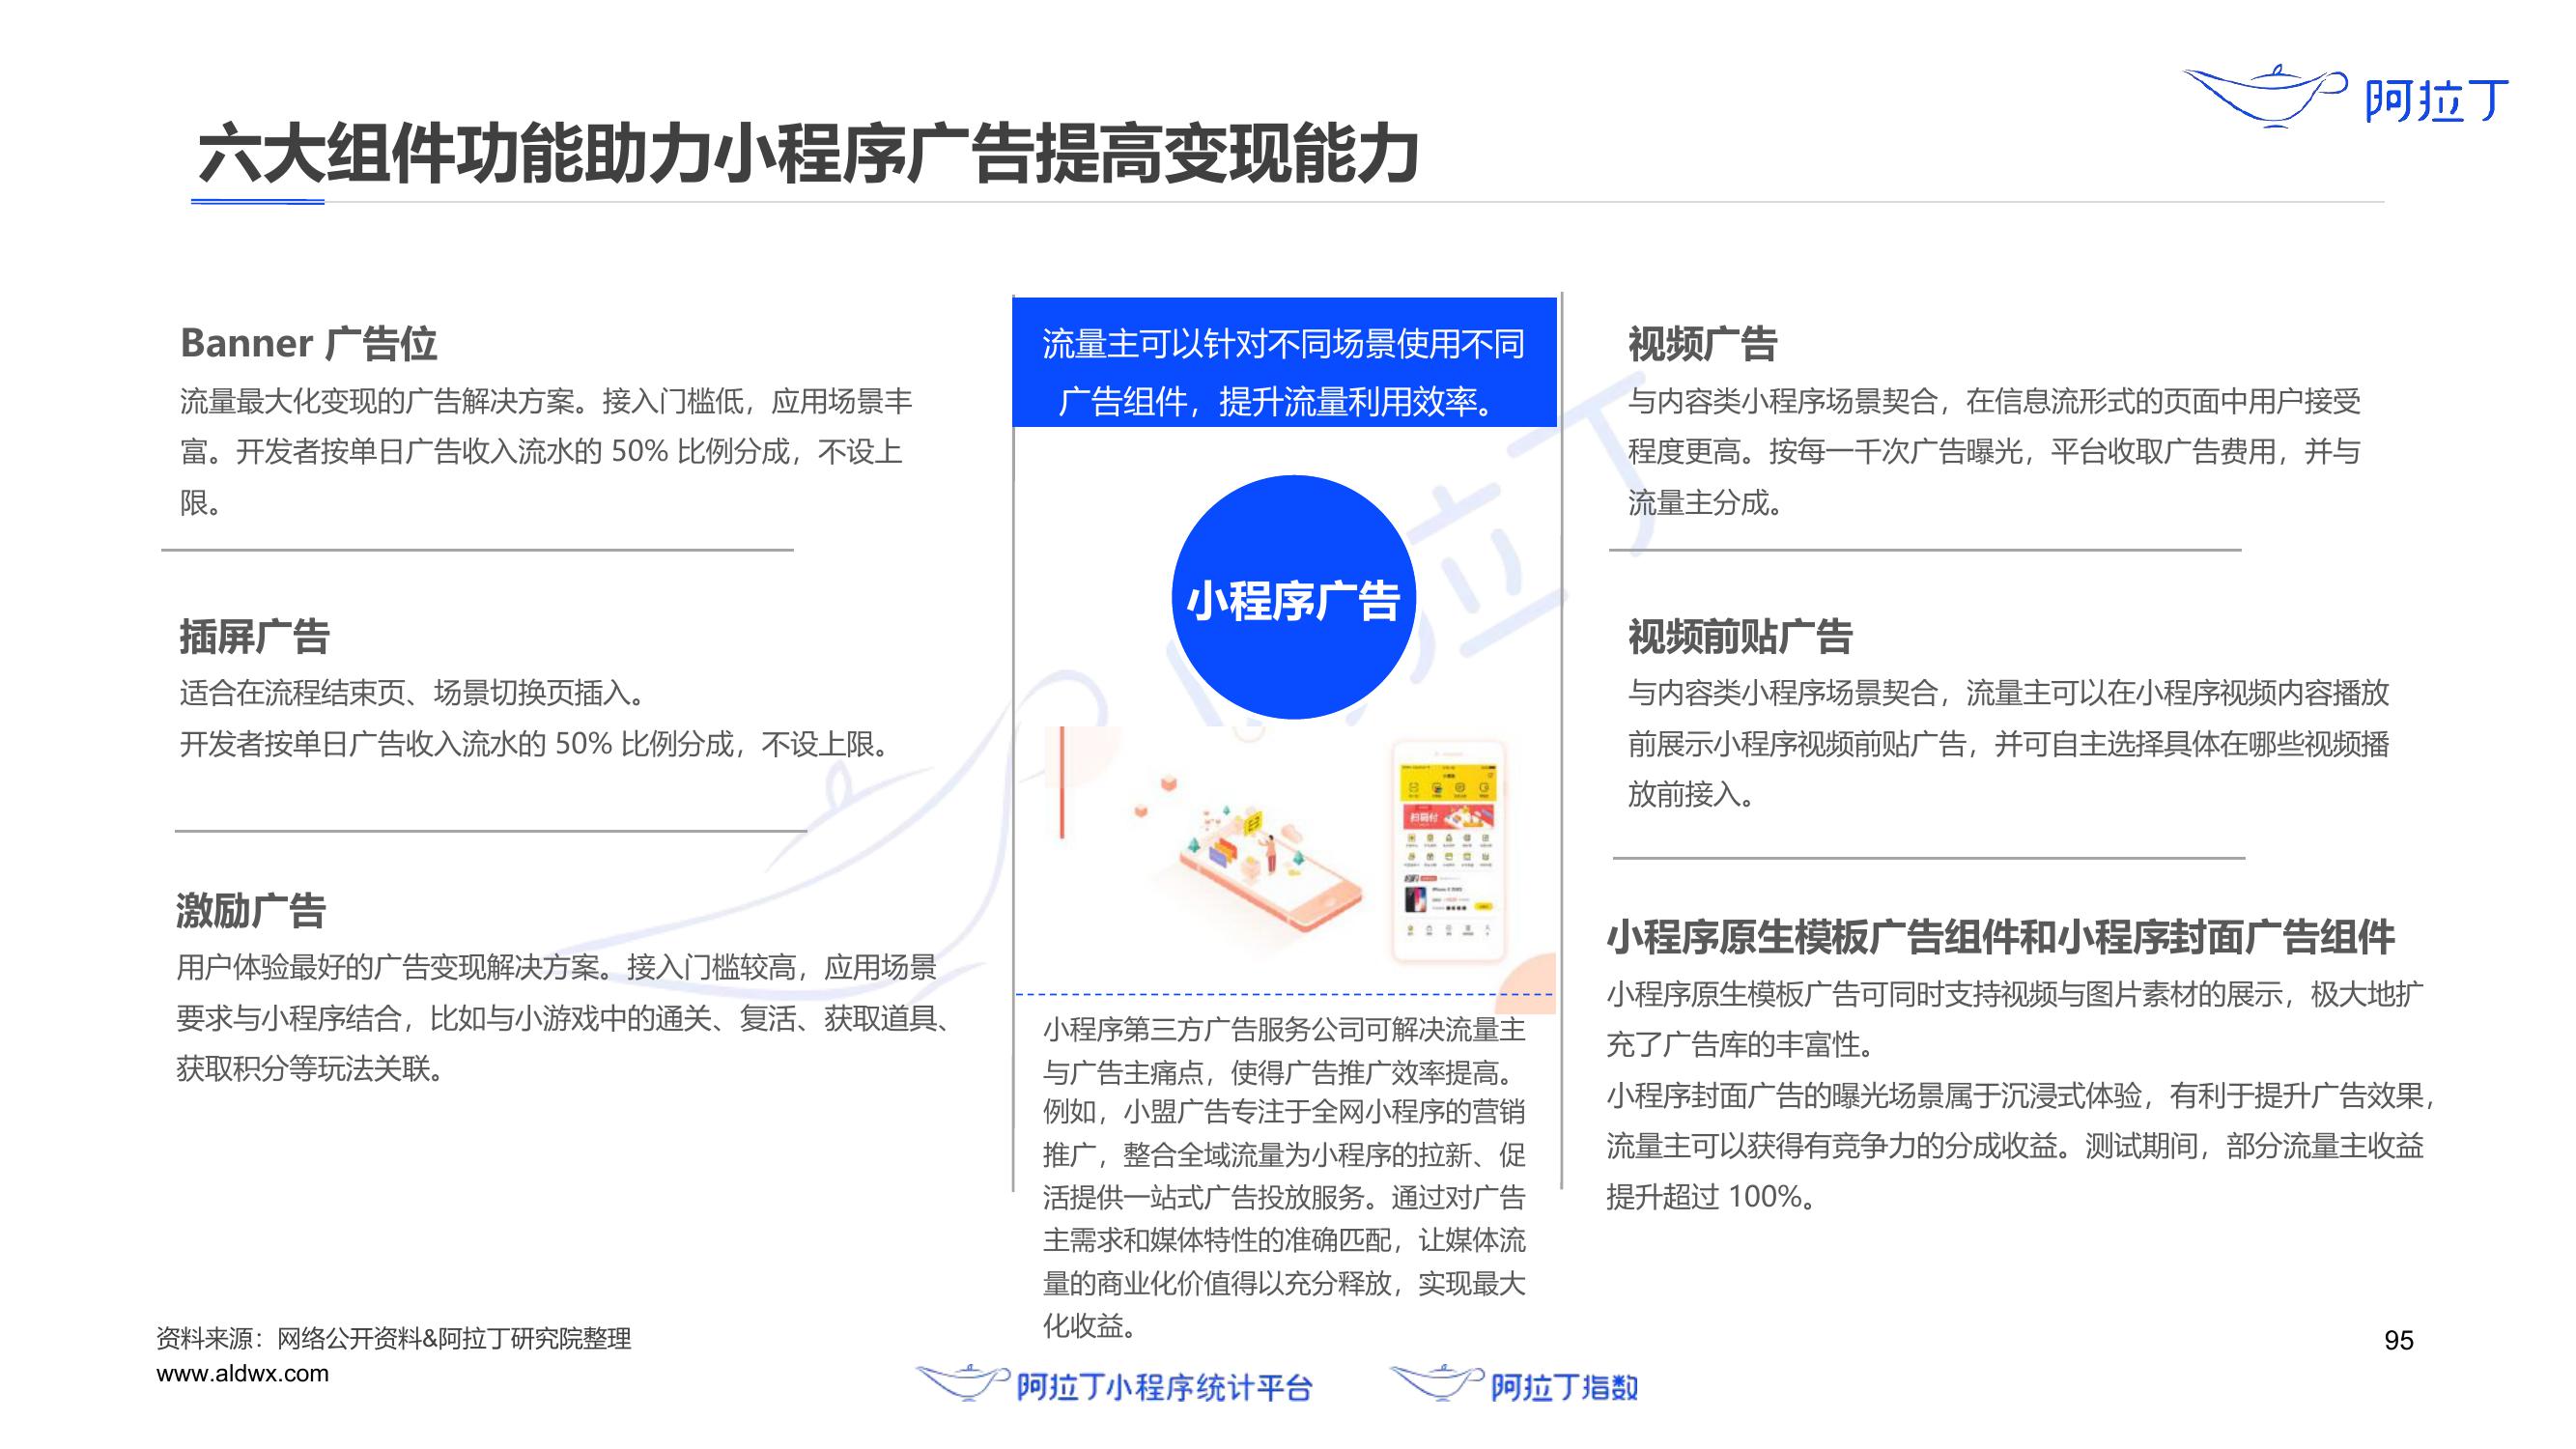 阿拉丁
六大组件功能助力小程序广告提高变现能力
Banner 广告位
流量最大化变现的广告解决方案。接入门槛低，应用场景丰
富。开发者按单日广告收入流水的 50% 比例分成，不设上
限。
插屏广告
适合在流程结束页、场景切换页插入。
开发者按单日广告收入流水的 50% 比例分成，不设上限。
激励广告
用户体验最好的广告变现解决方案。接入门槛较高，应用场景
要求与小程序结合，比如与小游戏中的通关、复活、获取道具、
获取积分等玩法关联。
流量主可以针对不同场景使用不同
广告组件，提升流量利用效率。
小程序广告
扫码付
小程序第三方广告服务公司可解决流量主
与广告主痛点，使得广告推广效率提高。
例如，小盟广告专注于全网小程序的营销
推广，整合全域流量为小程序的拉新、促
活提供一站式广告投放服务。通过对广告
主需求和媒体特性的准确匹配，让媒体流
量的商业化价值得以充分释放，实现最大
化收益。
视频广告
与内容类小程序场景契合，在信息流形式的页面中用户接受
程度更高。按每一千次广告曝光，平台收取广告费用，并与
流量主分成。
视频前贴广告
与内容类小程序场景契合，流量主可以在小程序视频内容播放
前展示小程序视频前贴广告，并可自主选择具体在哪些视频播
放前接入。
小程序原生模板广告组件和小程序封面广告组件
小程序原生模板广告可同时支持视频与图片素材的展示，极大地扩
充了广告库的丰富性。
小程序封面广告的曝光场景属于沉浸式体验，有利于提升广告效果，
流量主可以获得有竞争力的分成收益。测试期间，部分流量主收益
提升超过 100%。
资料来源：网络公开资料&阿拉丁研究院整理
www.aldwx.com
阿拉丁小程序统计平台
阿拉丁指数
95